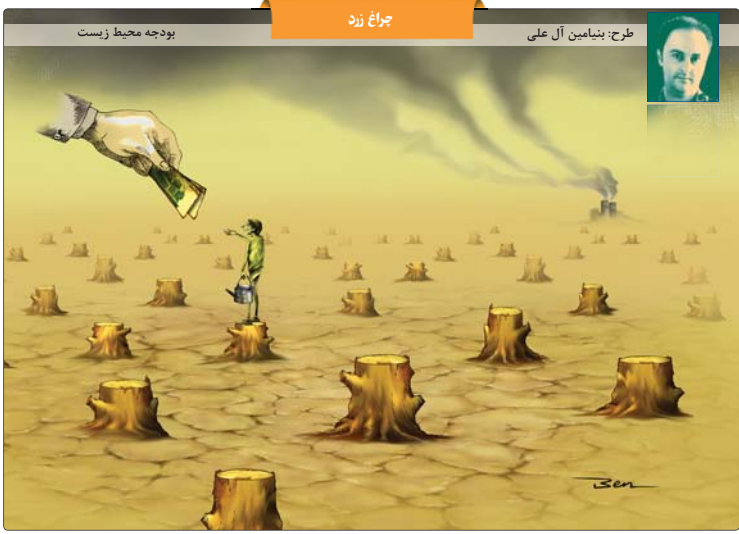 چراغ زرد
طرح: بنیامین آل علی
بودجه محیط زیست
Ben